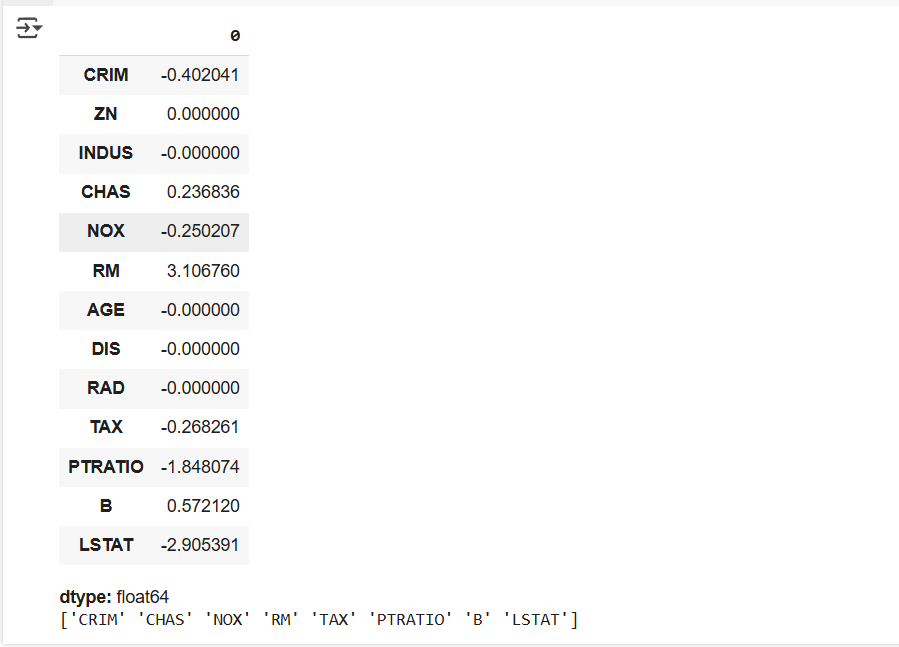 0
CRIM -0.402041
ZN 0.000000
INDUS -0.000000
CHAS 0.236836
NOX -0.250207
RM 3.106760
AGE -0.000000
DIS -0.000000
RAD -0.000000
TAX -0.268261
PTRATIO -1.848074
B 0.572120
LSTAT -2.905391
dtype: float64
['CRIM' 'CHAS' 'NOX' 'RM' 'TAX' 'PTRATIO' 'B' 'LSTAT']